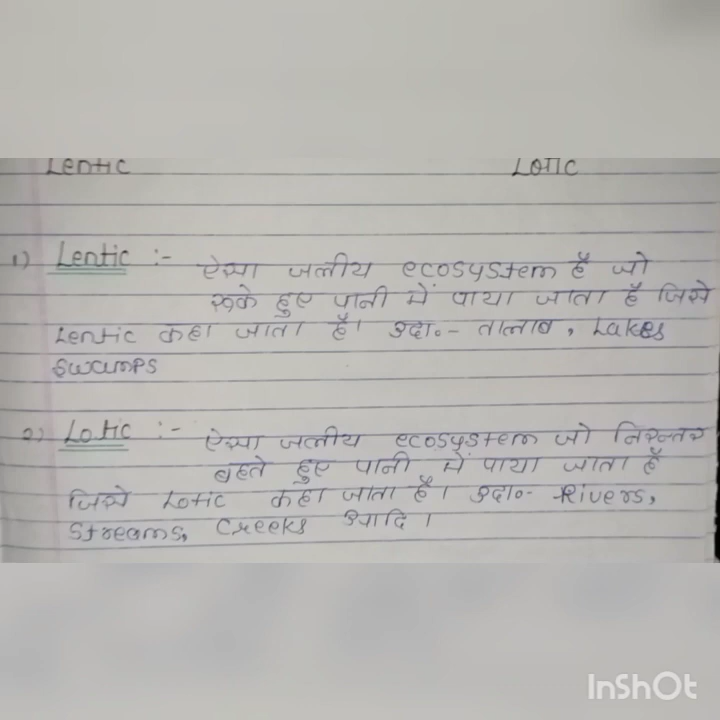 Lentic Lotic
1) Lentic :- ऐसा जलीय ecosystem है जो
रुके हुए पानी में पाया जाता है जिसे
Lentic कहा जाता है। उदा०- तालाब, Lakes
Swamps
2) Lotic :- ऐसा जलीय ecosystem जो निरन्तर
बहते हुए पानी में पाया जाता है
जिसे Lotic कहा जाता है। उदा०- Rivers,
Streams, Creeks आदि।
InShOt